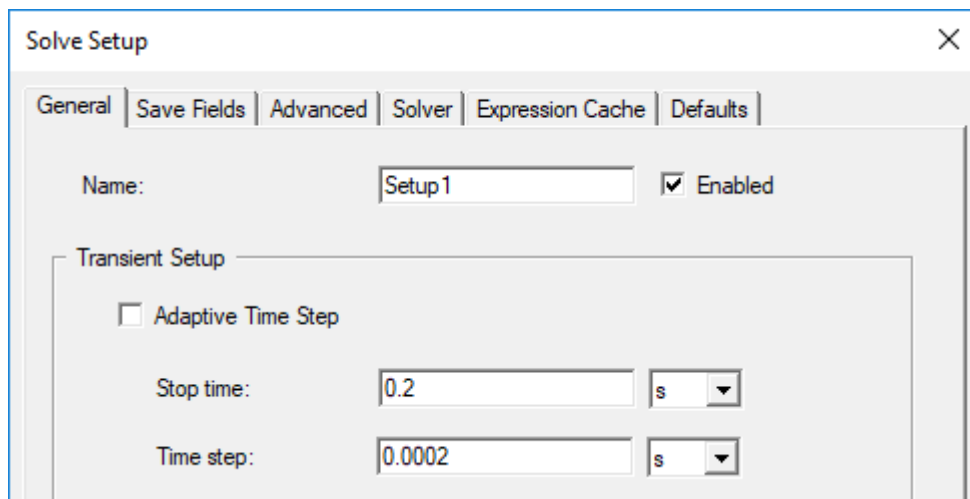 Solve Setup
General Save Fields Advanced Solver Expression Cache Defaults
Name: Setup1 Enabled
Transient Setup
Adaptive Time Step
Stop time: 0.2 s
Time step: 0.0002 s